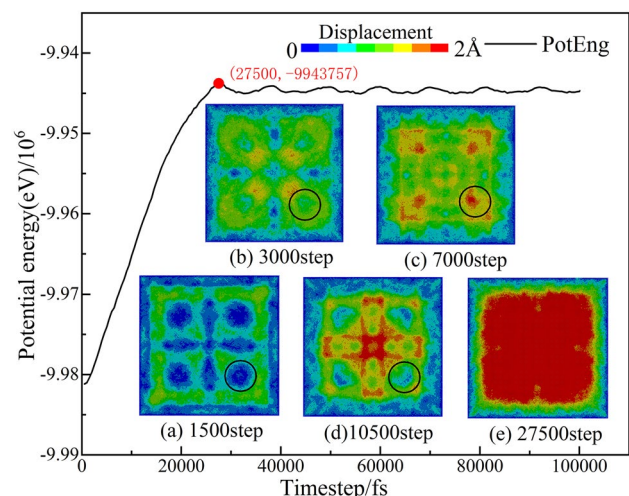 Displacement
0 2Å PotEng
(27500, -9943757)
-9.94
-9.95
-9.96
-9.97
-9.98
-9.99
Potential energy(eV)/10⁶
(b) 3000step (c) 7000step
(a) 1500step (d)10500step (e) 27500step
0 20000 40000 60000 80000 100000
Timestep/fs